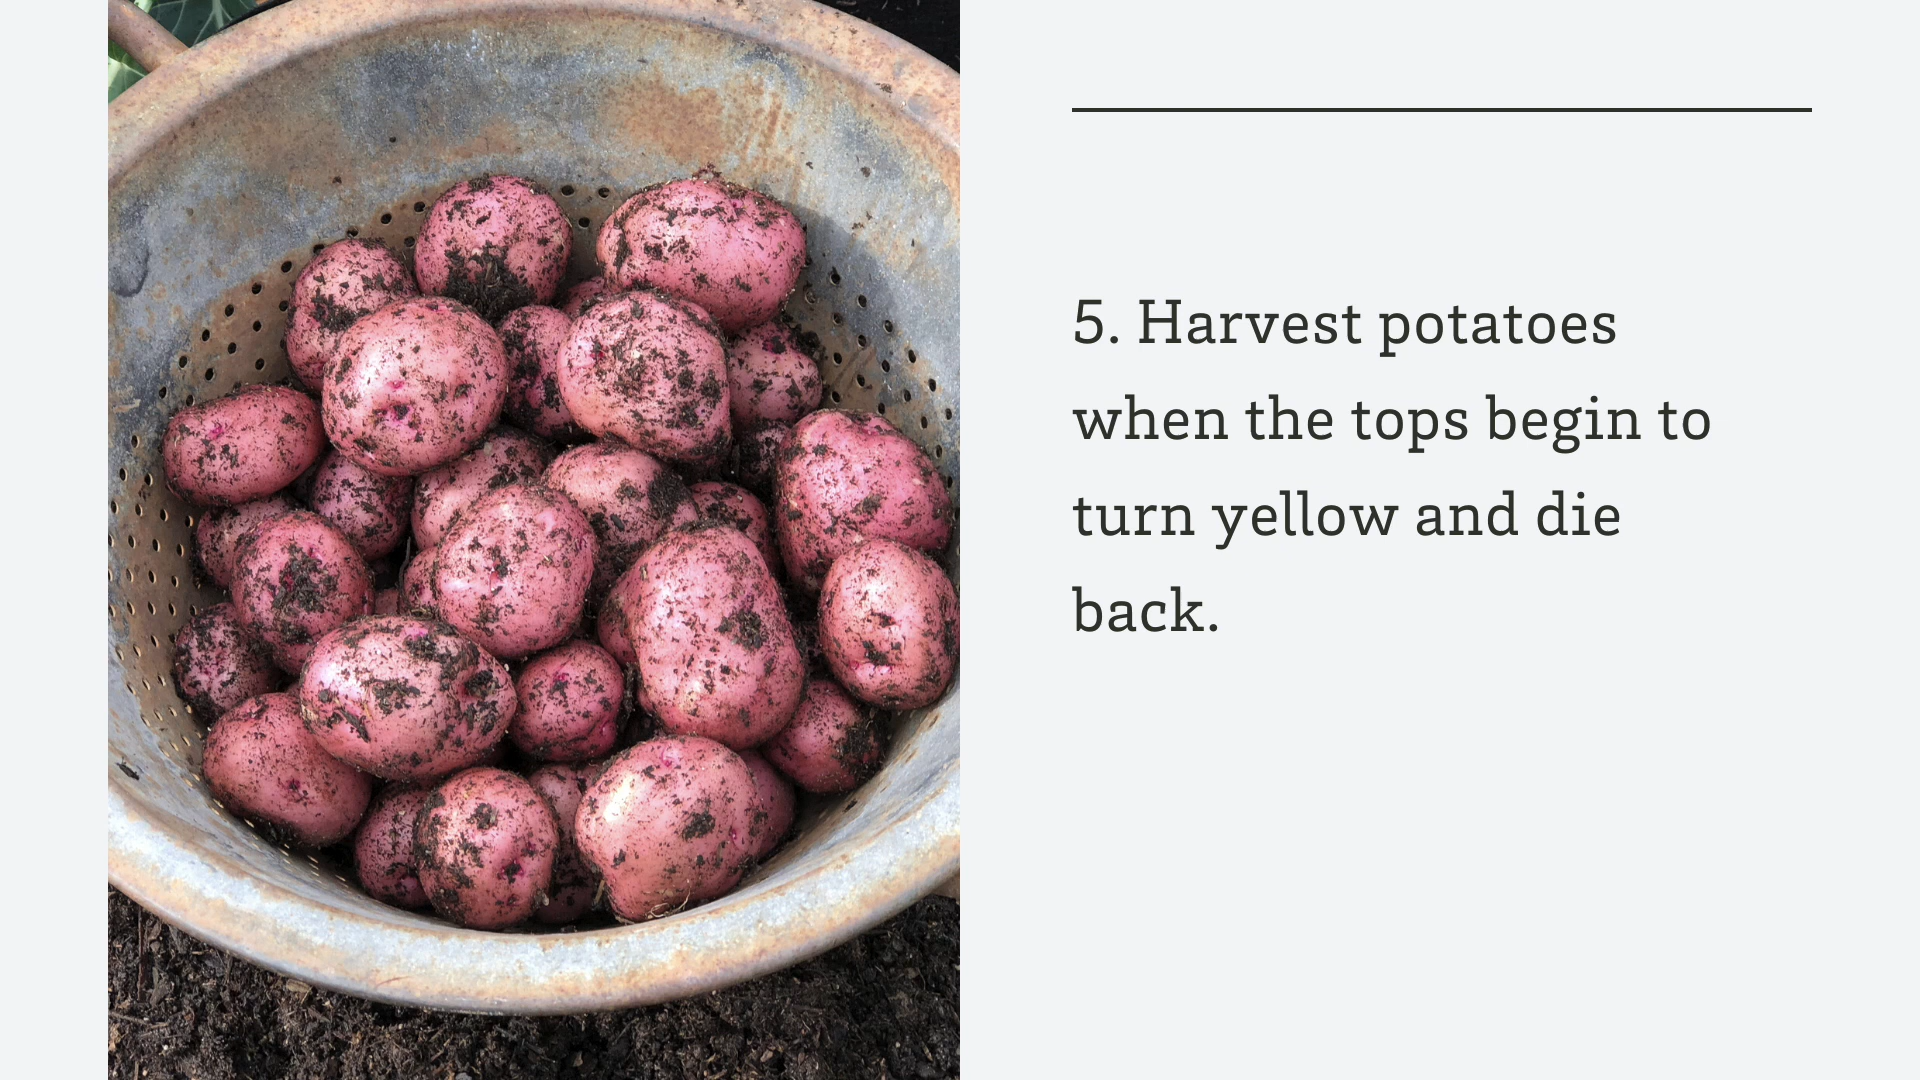 5. Harvest potatoes
when the tops begin to
turn yellow and die
back.